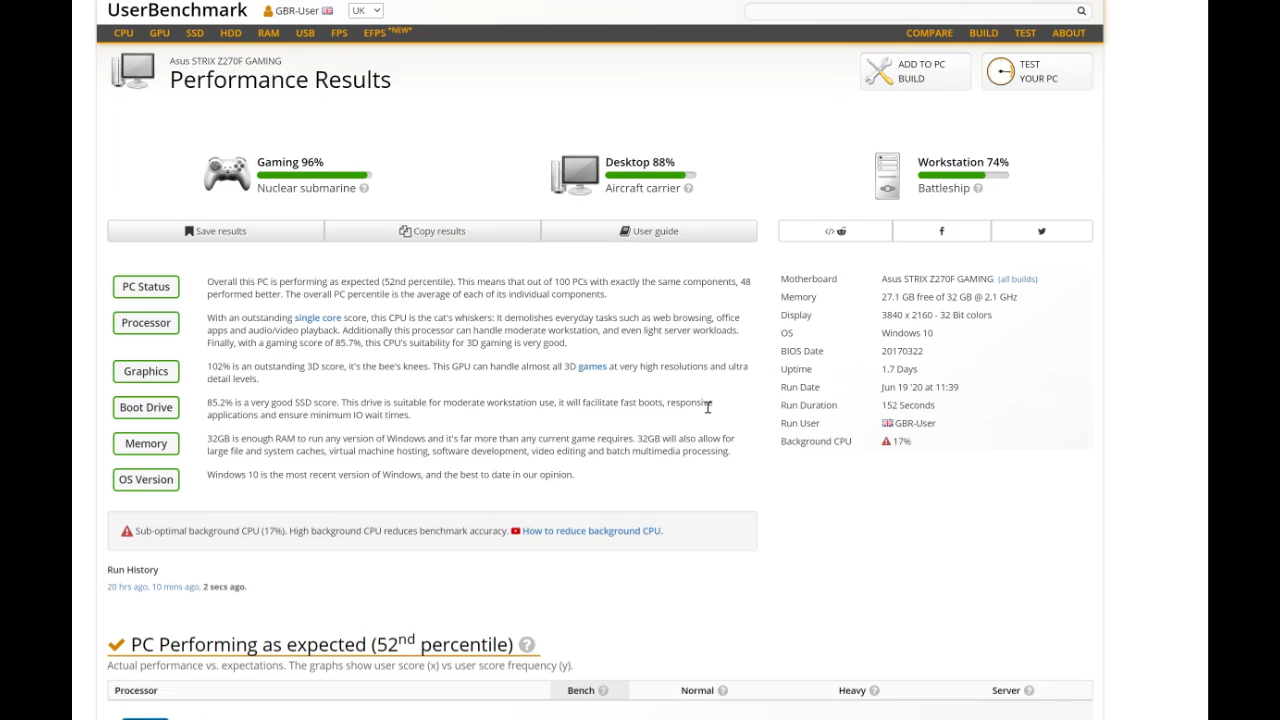 UserBenchmark GBR-User UK
CPU GPU SSD HDD RAM USB FPS EFPS *NEW* COMPARE BUILD TEST ABOUT
Asus STRIX Z270F GAMING
Performance Results
ADD TO PC
BUILD
TEST
YOUR PC
Gaming 96%
Nuclear submarine ?
Desktop 88%
Aircraft carrier ?
Workstation 74%
Battleship ?
Save results Copy results User guide
PC Status
Overall this PC is performing as expected (52nd percentile). This means that out of 100 PCs with exactly the same components, 48
performed better. The overall PC percentile is the average of each of its individual components.
Processor
With an outstanding single core score, this CPU is the cat's whiskers: It demolishes everyday tasks such as web browsing, office
apps and audio/video playback. Additionally this processor can handle moderate workstation, and even light server workloads.
Finally, with a gaming score of 85.7%, this CPU's suitability for 3D gaming is very good.
Graphics
102% is an outstanding 3D score, it's the bee's knees. This GPU can handle almost all 3D games at very high resolutions and ultra
detail levels.
Boot Drive
85.2% is a very good SSD score. This drive is suitable for moderate workstation use, it will facilitate fast boots, responsive
applications and ensure minimum IO wait times.
Memory
32GB is enough RAM to run any version of Windows and it's far more than any current game requires. 32GB will also allow for
large file and system caches, virtual machine hosting, software development, video editing and batch multimedia processing.
OS Version
Windows 10 is the most recent version of Windows, and the best to date in our opinion.
Motherboard Asus STRIX Z270F GAMING (all builds)
Memory 27.1 GB free of 32 GB @ 2.1 GHz
Display 3840 x 2160 - 32 Bit colors
OS Windows 10
BIOS Date 20170322
Uptime 1.7 Days
Run Date Jun 19 '20 at 11:39
Run Duration 152 Seconds
Run User GBR-User
Background CPU 17%
Sub-optimal background CPU (17%). High background CPU reduces benchmark accuracy. How to reduce background CPU.
Run History
20 hrs ago, 10 mins ago, 2 secs ago.
PC Performing as expected (52nd percentile) ?
Actual performance vs. expectations. The graphs show user score (x) vs user score frequency (y).
Processor Bench ? Normal ? Heavy ? Server ?